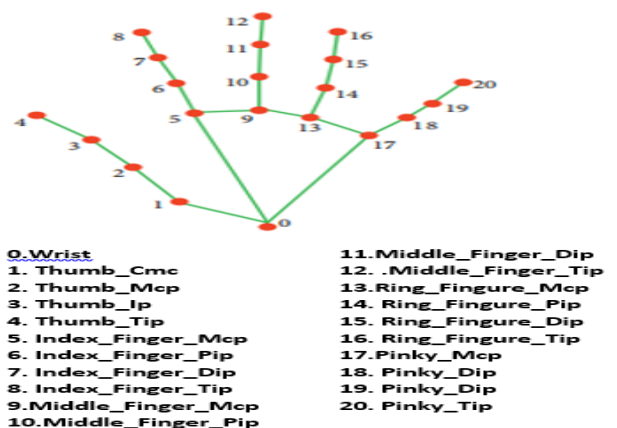 12
16
8
11
7
15
10
20
6
14
19
4
5
9
13
18
3
17
2
1
0
0.Wrist
1. Thumb_Cmc
2. Thumb_Mcp
3. Thumb_Ip
4. Thumb_Tip
5. Index_Finger_Mcp
6. Index_Finger_Pip
7. Index_Finger_Dip
8. Index_Finger_Tip
9.Middle_Finger_Mcp
10.Middle_Finger_Pip
11.Middle_Finger_Dip
12. .Middle_Finger_Tip
13.Ring_Fingure_Mcp
14. Ring_Fingure_Pip
15. Ring_Fingure_Dip
16. Ring_Fingure_Tip
17.Pinky_Mcp
18. Pinky_Dip
19. Pinky_Dip
20. Pinky_Tip